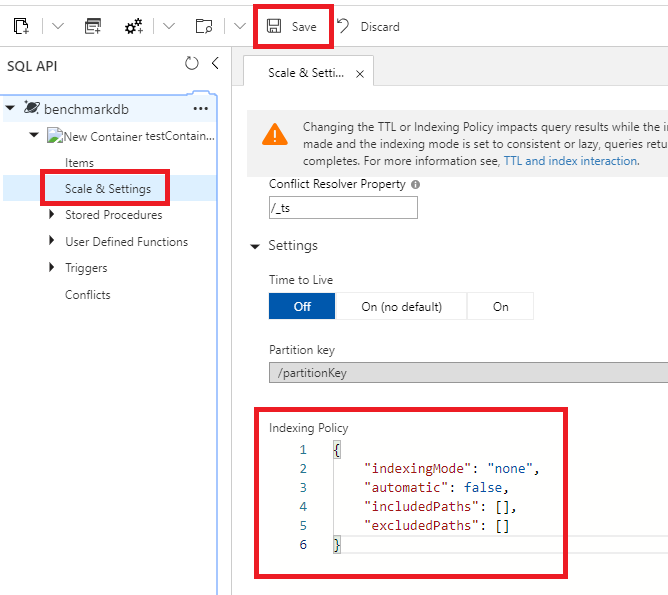 Save
Discard
SQL API
Scale & Setti...
benchmarkdb
New Container testContain...
Items
Scale & Settings
Stored Procedures
User Defined Functions
Triggers
Conflicts
Changing the TTL or Indexing Policy impacts query results while the in
made and the indexing mode is set to consistent or lazy, queries retu
completes. For more information see, TTL and index interaction.
Conflict Resolver Property
/_ts
Settings
Time to Live
Off On (no default) On
Partition key
/partitionKey
Indexing Policy
1 {
2 "indexingMode": "none",
3 "automatic": false,
4 "includedPaths": [],
5 "excludedPaths": []
6 }